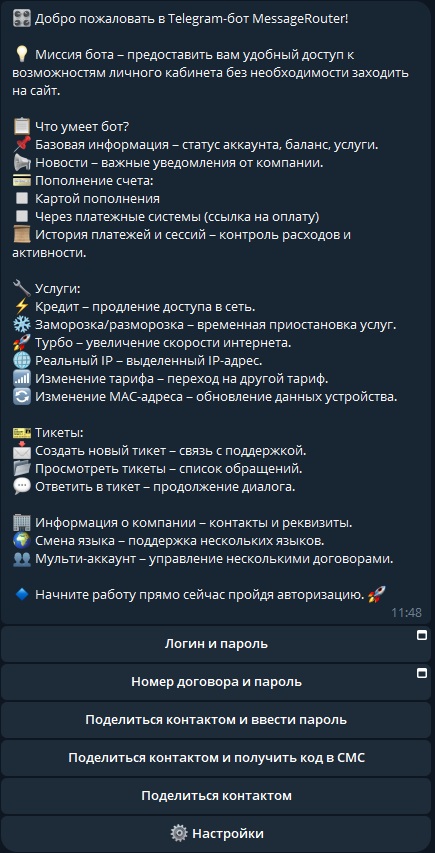 🎛 Добро пожаловать в Telegram-бот MessageRouter!
💡 Миссия бота – предоставить вам удобный доступ к
возможностям личного кабинета без необходимости заходить
на сайт.
📋 Что умеет бот?
📌 Базовая информация – статус аккаунта, баланс, услуги.
📢 Новости – важные уведомления от компании.
💳 Пополнение счета:
◻️ Картой пополнения
◻️ Через платежные системы (ссылка на оплату)
📜 История платежей и сессий – контроль расходов и
активности.
🔧 Услуги:
⚡ Кредит – продление доступа в сеть.
❄️ Заморозка/разморозка – временная приостановка услуг.
🚀 Турбо – увеличение скорости интернета.
🌐 Реальный IP – выделенный IP-адрес.
📶 Изменение тарифа – переход на другой тариф.
🔄 Изменение MAC-адреса – обновление данных устройства.
🎫 Тикеты:
📤 Создать новый тикет – связь с поддержкой.
📂 Просмотреть тикеты – список обращений.
💬 Ответить в тикет – продолжение диалога.
🏢 Информация о компании – контакты и реквизиты.
🌍 Смена языка – поддержка нескольких языков.
👥 Мульти-аккаунт – управление несколькими договорами.
🔹 Начните работу прямо сейчас пройдя авторизацию. 🚀
11:48
Логин и пароль
Номер договора и пароль
Поделиться контактом и ввести пароль
Поделиться контактом и получить код в СМС
Поделиться контактом
⚙️ Настройки